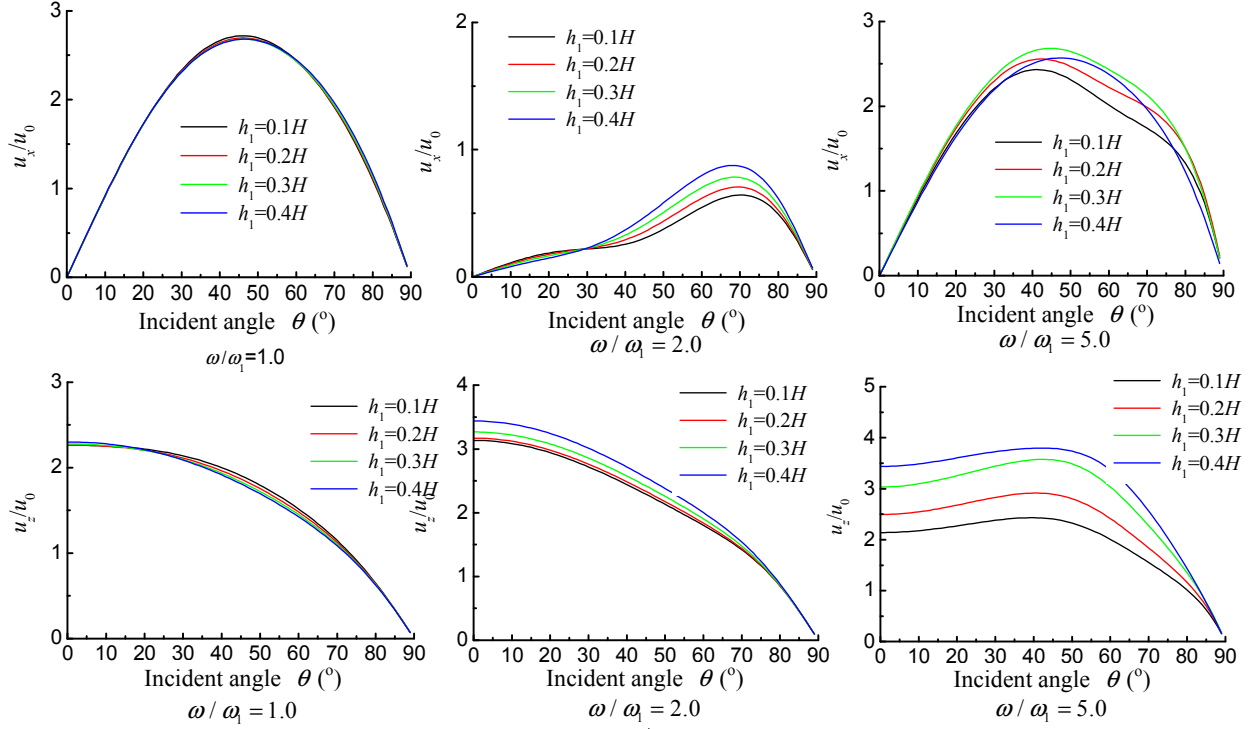 3
2
1
0
u_x/u_0
h_1=0.1H
h_1=0.2H
h_1=0.3H
h_1=0.4H
0 10 20 30 40 50 60 70 80 90
Incident angle θ (°)
ω/ω_1=1.0
2
1
0
u_x/u_0
h_1=0.1H
h_1=0.2H
h_1=0.3H
h_1=0.4H
0 10 20 30 40 50 60 70 80 90
Incident angle θ (°)
ω / ω_1 = 2.0
3
2
1
0
u_x/u_0
h_1=0.1H
h_1=0.2H
h_1=0.3H
h_1=0.4H
0 10 20 30 40 50 60 70 80 90
Incident angle θ (°)
ω / ω_1 = 5.0
3
2
1
0
u_z/u_0
h_1=0.1H
h_1=0.2H
h_1=0.3H
h_1=0.4H
0 10 20 30 40 50 60 70 80 90
Incident angle θ (°)
ω / ω_1 = 1.0
4
3
2
1
0
u_z/u_0
h_1=0.1H
h_1=0.2H
h_1=0.3H
h_1=0.4H
0 10 20 30 40 50 60 70 80 90
Incident angle θ (°)
ω / ω_1 = 2.0
5
4
3
2
1
0
u_z/u_0
h_1=0.1H
h_1=0.2H
h_1=0.3H
h_1=0.4H
0 10 20 30 40 50 60 70 80 90
Incident angle θ (°)
ω / ω_1 = 5.0